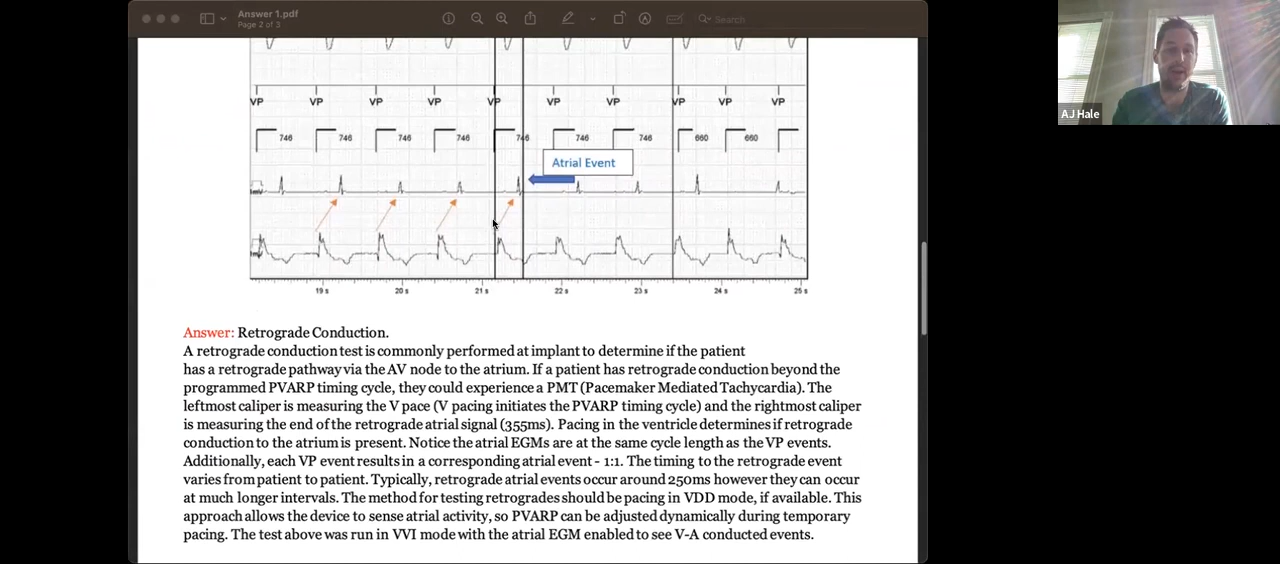 Answer 1.pdf
Page 2 of 3
Search
VP VP VP VP VP VP VP VP VP VP
746 746 746 746 746 746 746 660 660
Atrial Event
19 s 20 s 21 s 22 s 23 s 24 s 25 s
Answer: Retrograde Conduction.
A retrograde conduction test is commonly performed at implant to determine if the patient
has a retrograde pathway via the AV node to the atrium. If a patient has retrograde conduction beyond the
programmed PVARP timing cycle, they could experience a PMT (Pacemaker Mediated Tachycardia). The
leftmost caliper is measuring the V pace (V pacing initiates the PVARP timing cycle) and the rightmost caliper
is measuring the end of the retrograde atrial signal (355ms). Pacing in the ventricle determines if retrograde
conduction to the atrium is present. Notice the atrial EGMs are at the same cycle length as the VP events.
Additionally, each VP event results in a corresponding atrial event - 1:1. The timing to the retrograde event
varies from patient to patient. Typically, retrograde atrial events occur around 250ms however they can occur
at much longer intervals. The method for testing retrogrades should be pacing in VDD mode, if available. This
approach allows the device to sense atrial activity, so PVARP can be adjusted dynamically during temporary
pacing. The test above was run in VVI mode with the atrial EGM enabled to see V-A conducted events.
AJ Hale